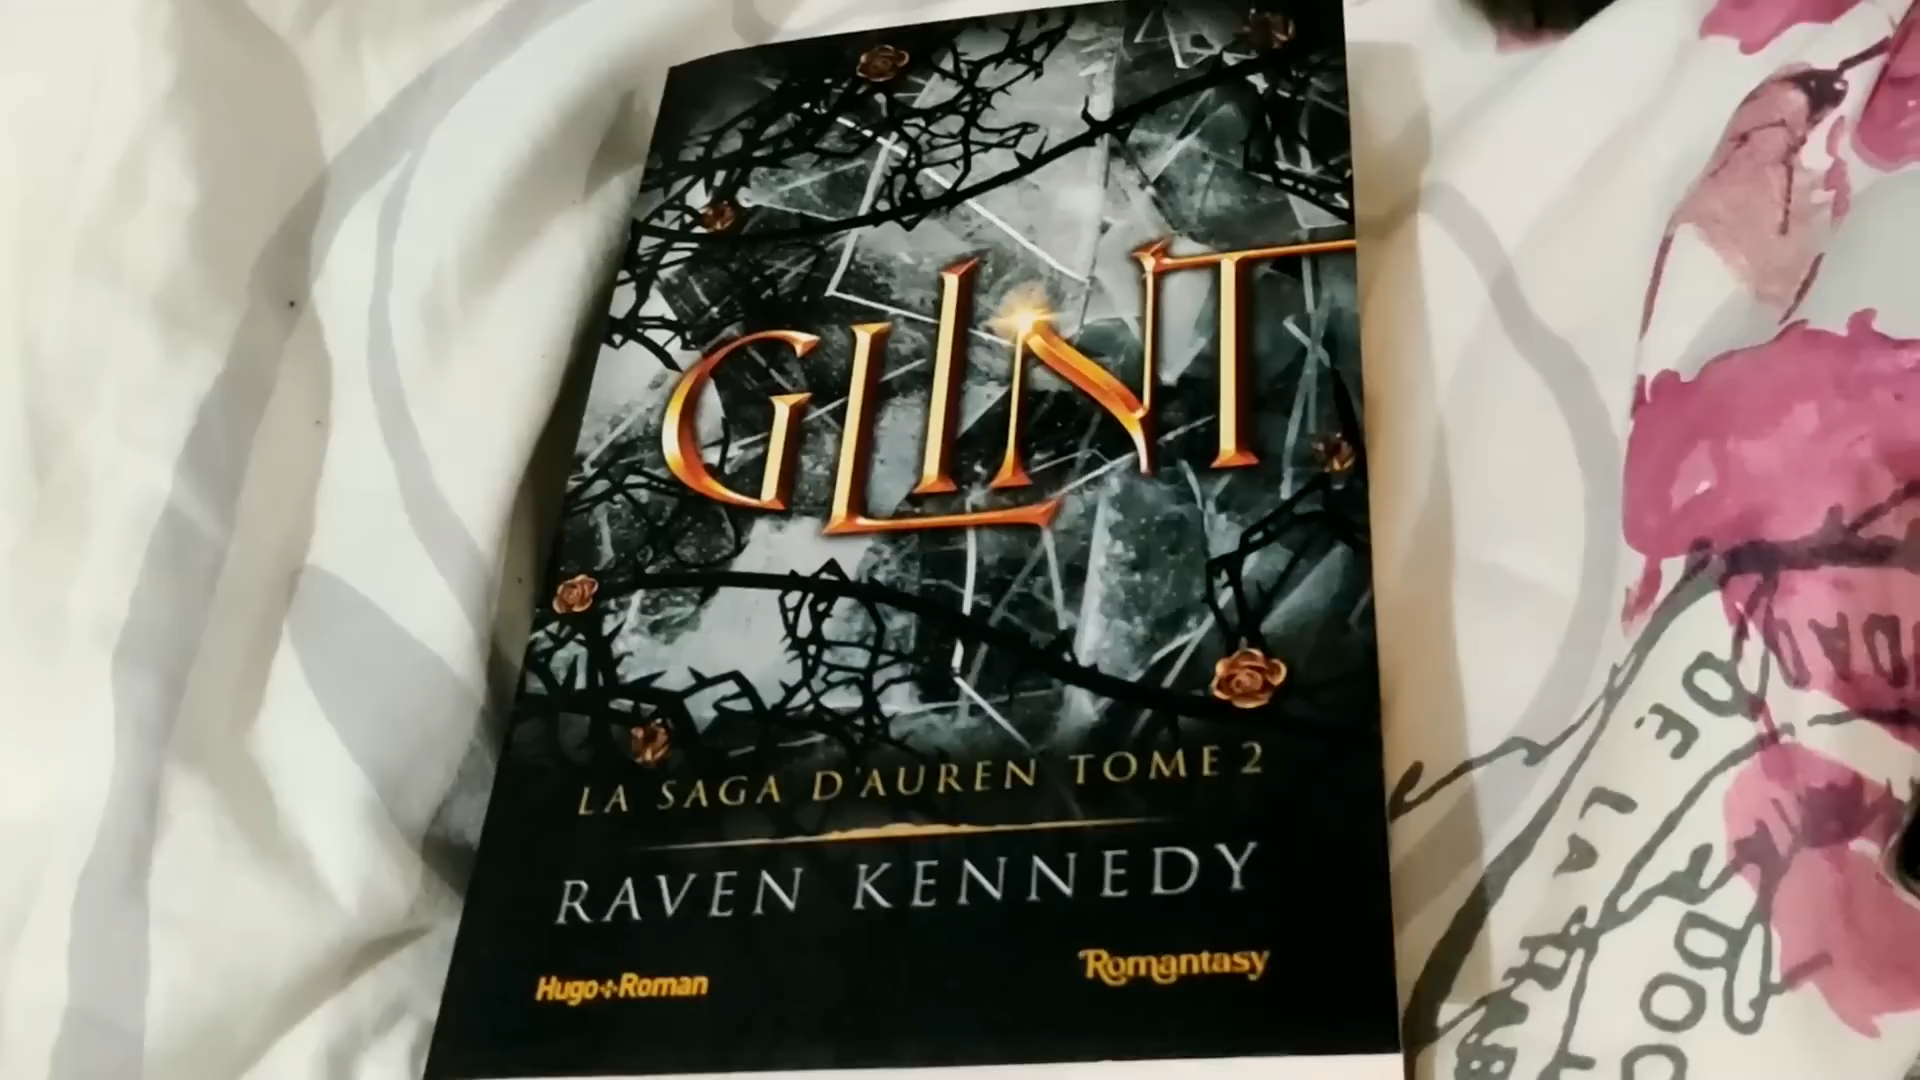 GLINT
LA SAGA D'AUREN TOME 2
RAVEN KENNEDY
Hugo+Roman
Romantasy